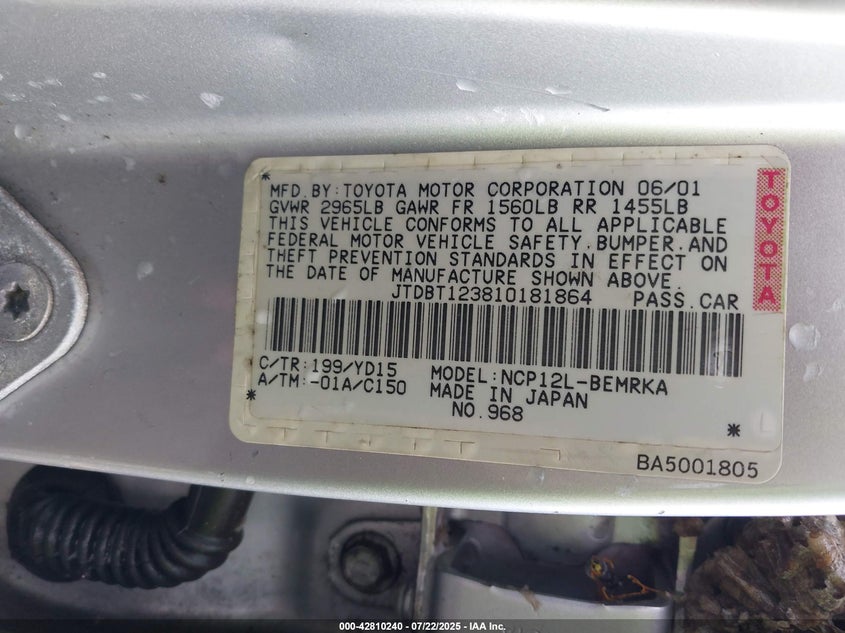 MFD.BY:TOYOTA MOTOR CORPORATION 06/01
GVWR 2965LB GAWR FR 1560LB RR 1455LB
THIS VEHICLE CONFORMS TO ALL APPLICABLE
FEDERAL MOTOR VEHICLE SAFETY,BUMPER,AND
THEFT PREVENTION STANDARDS IN EFFECT ON
THE DATE OF MANUFACTURE SHOWN ABOVE.
JTDBT123810181864 PASS.CAR
TOYOTA
C/TR:199/YD15 MODEL:NCP12L-BEMRKA
A/TM:-01A/C150 MADE IN JAPAN
NO.968
BA5001805
000-42810240 - 07/22/2025 - IAA Inc.